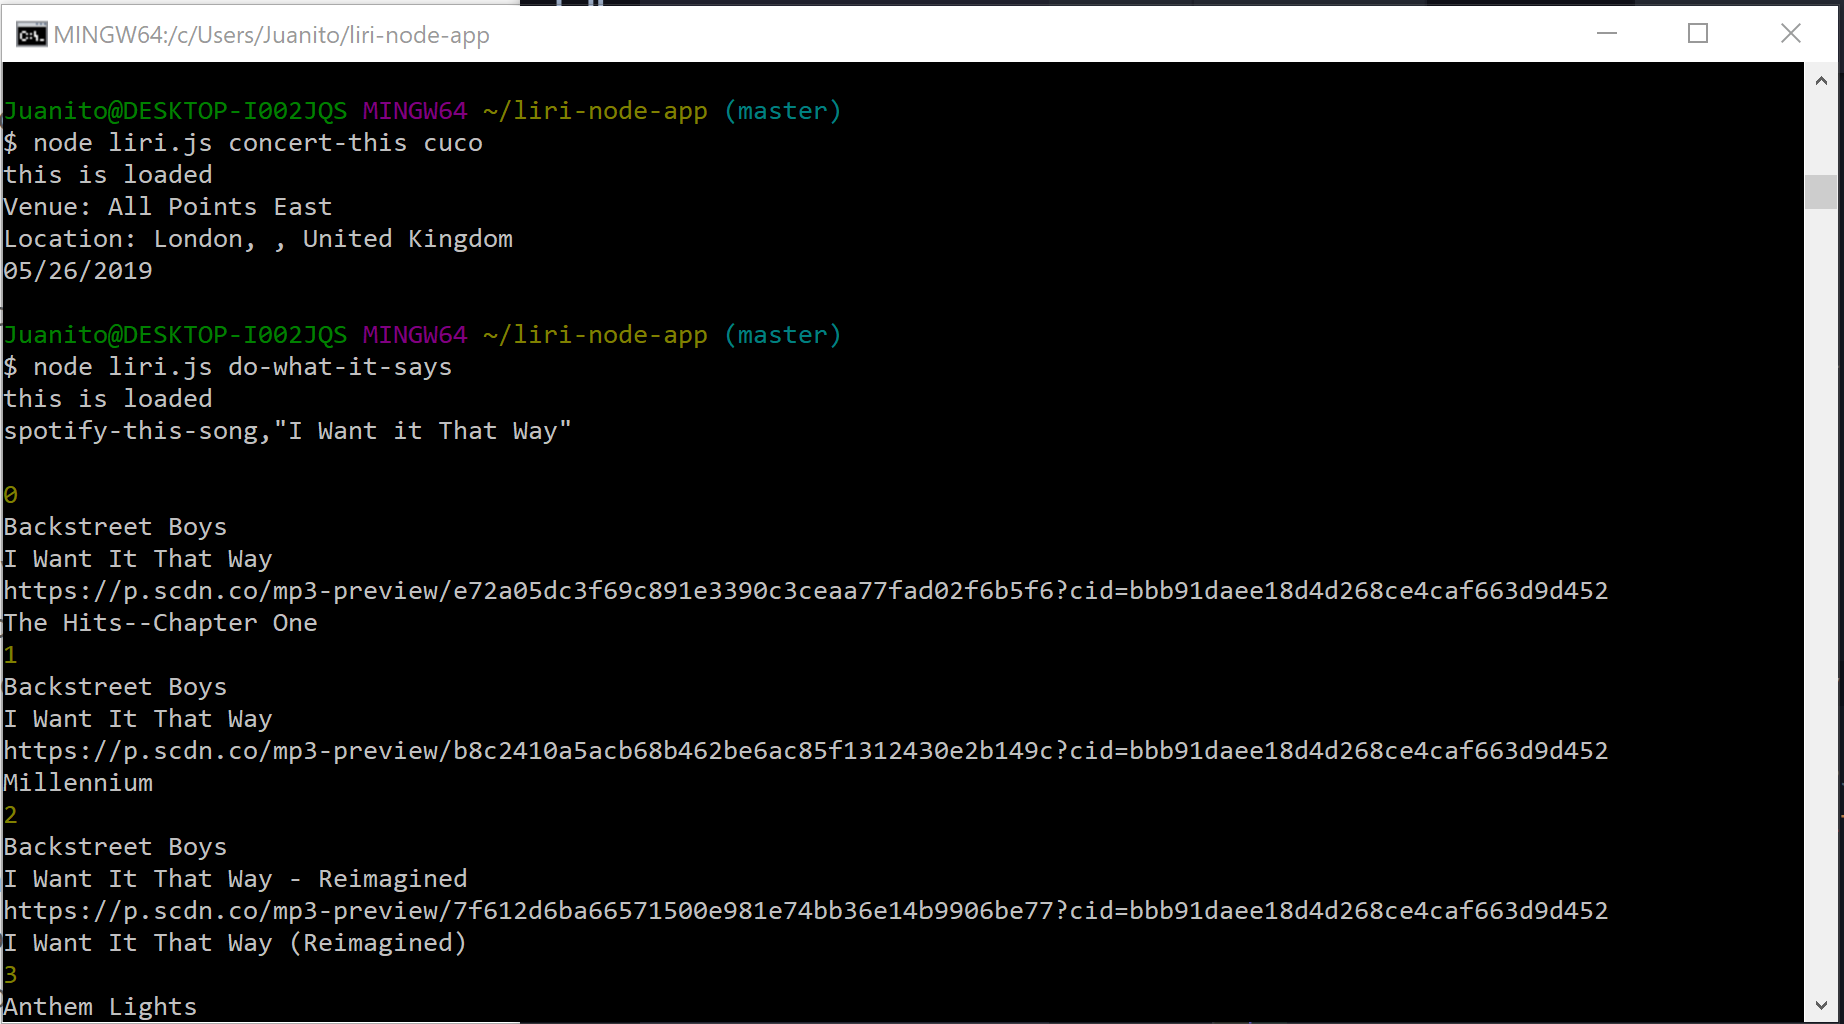 MINGW64:/c/Users/Juanito/liri-node-app
Juanito@DESKTOP-I002JQS MINGW64 ~/liri-node-app (master)
$ node liri.js concert-this cuco
this is loaded
Venue: All Points East
Location: London, , United Kingdom
05/26/2019
Juanito@DESKTOP-I002JQS MINGW64 ~/liri-node-app (master)
$ node liri.js do-what-it-says
this is loaded
spotify-this-song,"I Want it That Way"
0
Backstreet Boys
I Want It That Way
https://p.scdn.co/mp3-preview/e72a05dc3f69c891e3390c3ceaa77fad02f6b5f6?cid=bbb91daee18d4d268ce4caf663d9d452
The Hits--Chapter One
1
Backstreet Boys
I Want It That Way
https://p.scdn.co/mp3-preview/b8c2410a5acb68b462be6ac85f1312430e2b149c?cid=bbb91daee18d4d268ce4caf663d9d452
Millennium
2
Backstreet Boys
I Want It That Way - Reimagined
https://p.scdn.co/mp3-preview/7f612d6ba66571500e981e74bb36e14b9906be77?cid=bbb91daee18d4d268ce4caf663d9d452
I Want It That Way (Reimagined)
3
Anthem Lights